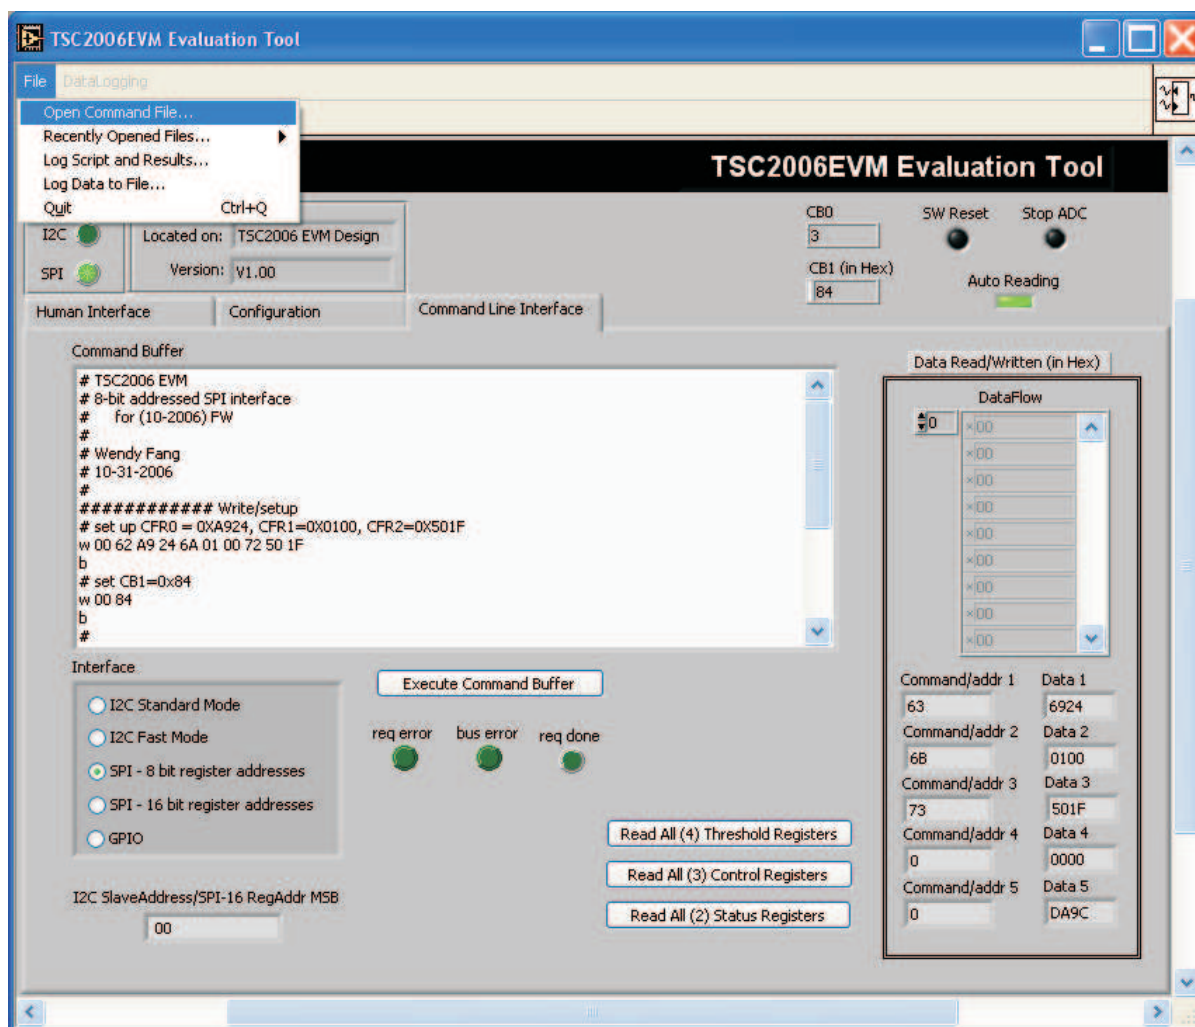 TSC2006EVM Evaluation Tool
File DataLogging
Open Command File...
Recently Opened Files...
Log Script and Results...
Log Data to File...
Quit Ctrl+Q
TSC2006EVM Evaluation Tool
I2C
SPI
Located on: TSC2006 EVM Design
Version: V1.00
CB0
3
CB1 (in Hex)
84
SW Reset Stop ADC
Auto Reading
Human Interface Configuration Command Line Interface
Command Buffer
# TSC2006 EVM
# 8-bit addressed SPI interface
# for (10-2006) FW
#
# Wendy Fang
# 10-31-2006
#
############ Write/setup
# set up CFR0 = 0XA924, CFR1=0X0100, CFR2=0X501F
w 00 62 A9 24 6A 01 00 72 50 1F
b
# set CB1=0x84
w 00 84
b
#
Interface
I2C Standard Mode
I2C Fast Mode
SPI - 8 bit register addresses
SPI - 16 bit register addresses
GPIO
I2C SlaveAddress/SPI-16 RegAddr MSB
00
Execute Command Buffer
req error bus error req done
Read All (4) Threshold Registers
Read All (3) Control Registers
Read All (2) Status Registers
Data Read/Written (in Hex)
DataFlow
0
×00
×00
×00
×00
×00
×00
×00
×00
×00
Command/addr 1 Data 1
63 6924
Command/addr 2 Data 2
6B 0100
Command/addr 3 Data 3
73 501F
Command/addr 4 Data 4
0 0000
Command/addr 5 Data 5
0 DA9C